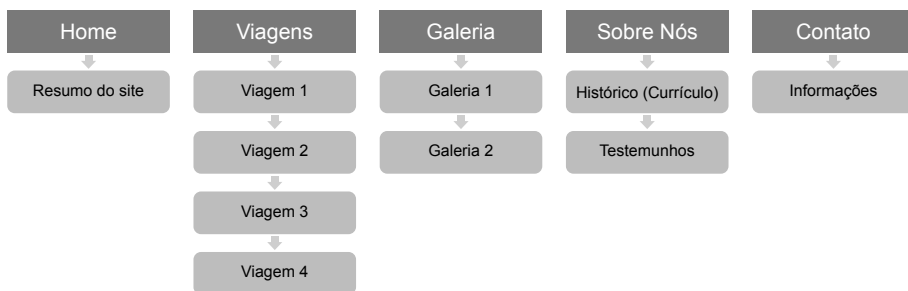 Home
Resumo do site
Viagens
Viagem 1
Viagem 2
Viagem 3
Viagem 4
Galeria
Galeria 1
Galeria 2
Sobre Nós
Histórico (Currículo)
Testemunhos
Contato
Informações